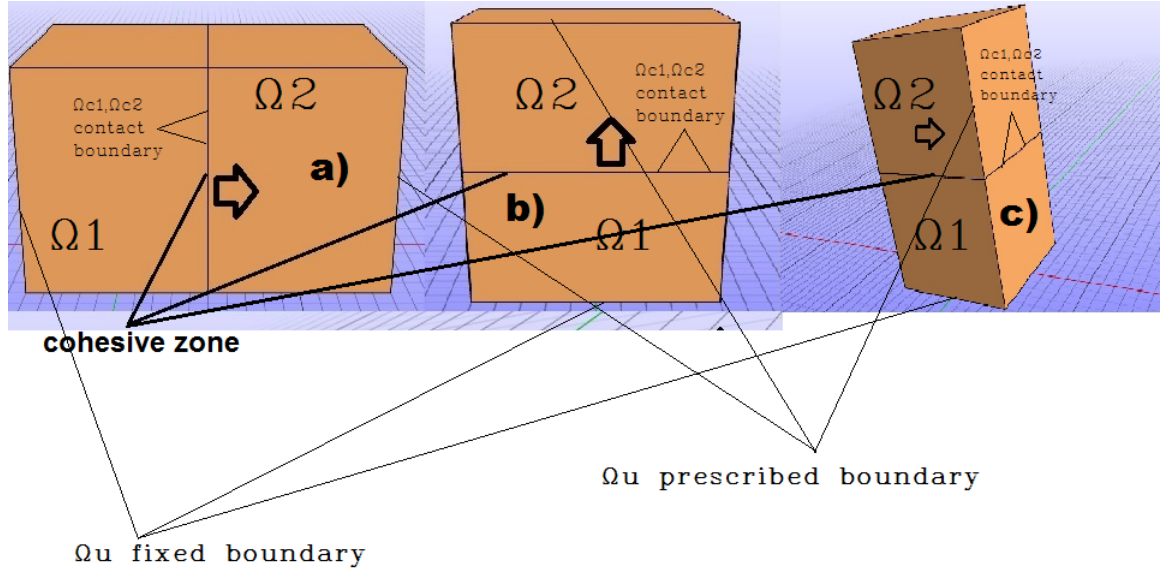 Ωc1,Ωc2
contact
boundary
Ω2
a)
Ω1
Ω2
Ωc1,Ωc2
contact
boundary
b)
Ω1
Ω2
Ωc1,Ωc2
contact
boundary
Ω1
c)
cohesive zone
Ωu prescribed boundary
Ωu fixed boundary